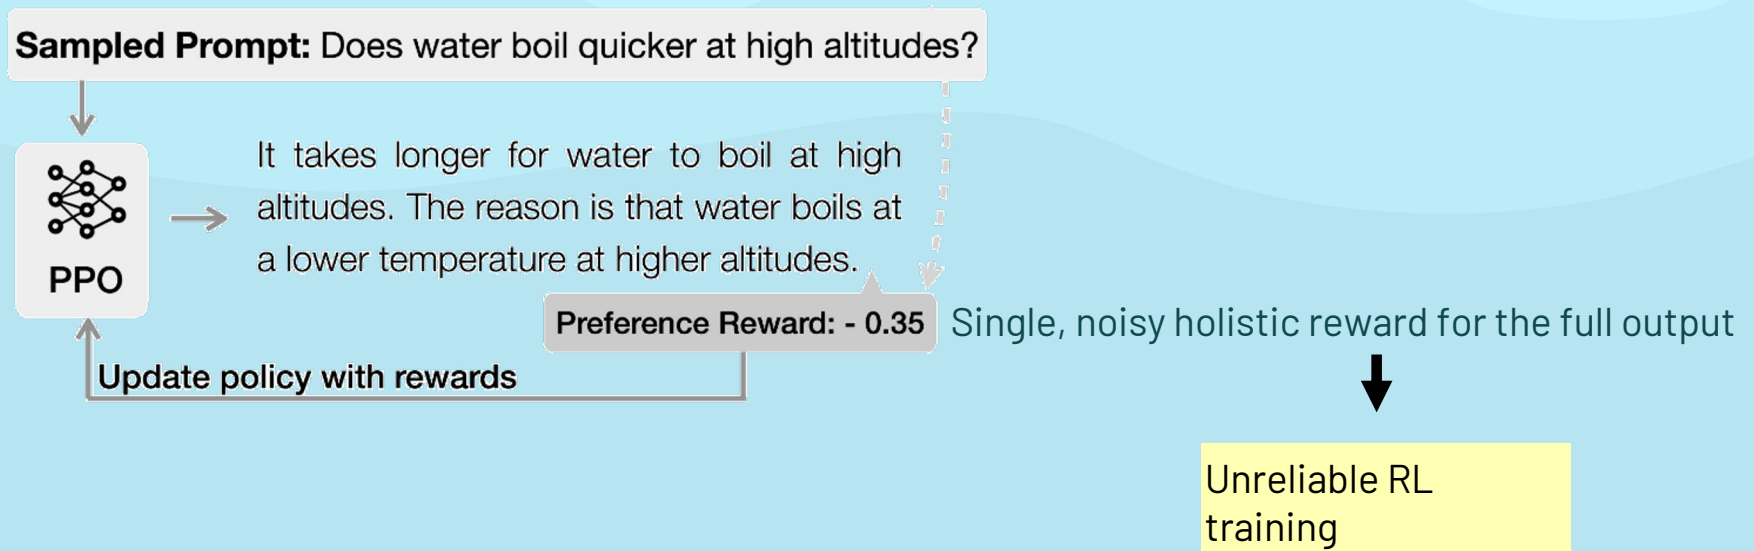 Sampled Prompt: Does water boil quicker at high altitudes?
It takes longer for water to boil at high
altitudes. The reason is that water boils at
a lower temperature at higher altitudes.
PPO
Preference Reward: - 0.35
Single, noisy holistic reward for the full output
Update policy with rewards
Unreliable RL
training